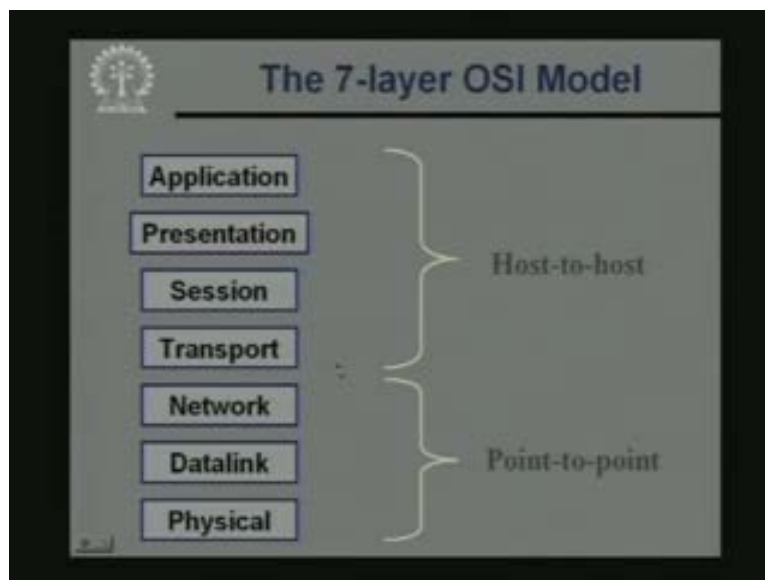 The 7-layer OSI Model
Application
Presentation
Session
Transport
Network
Datalink
Physical
Host-to-host
Point-to-point